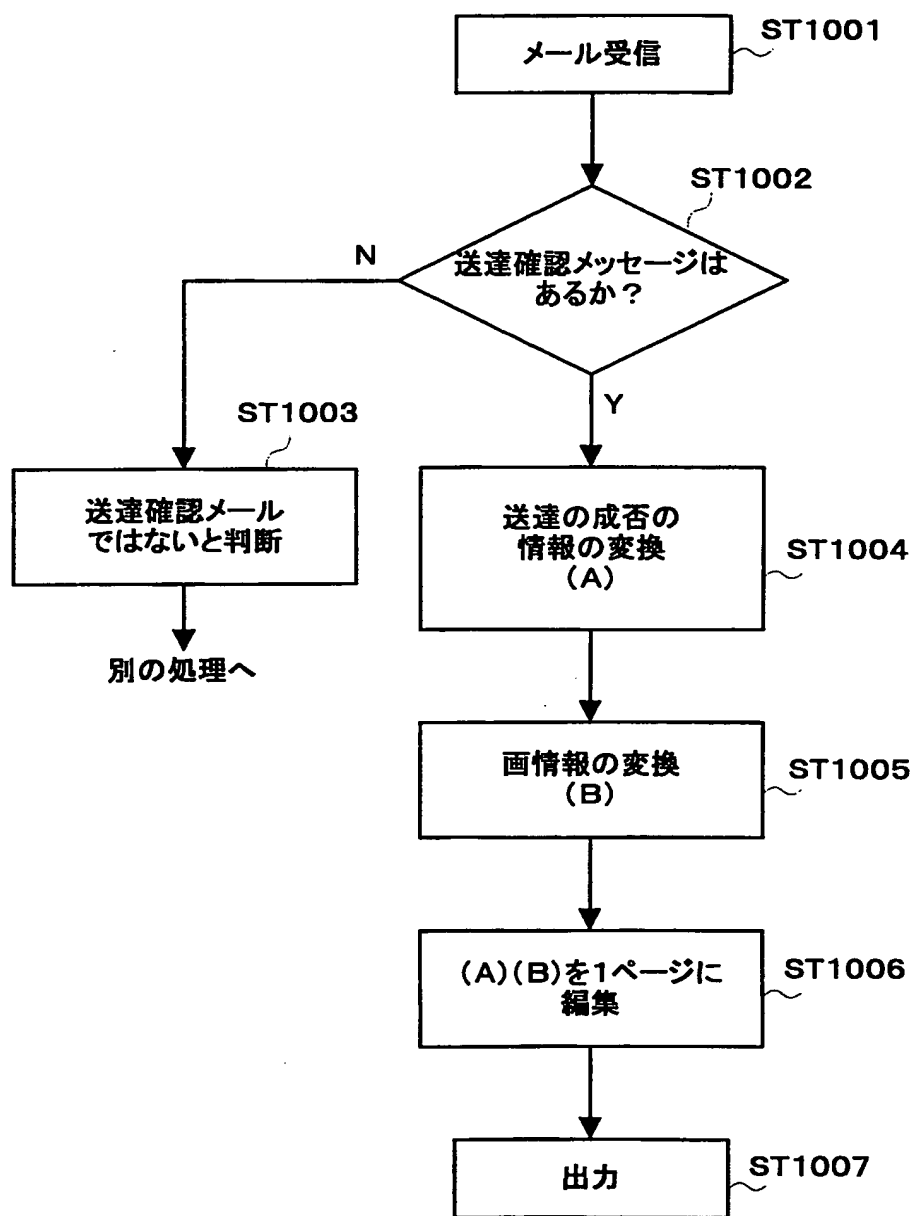 メール受信
ST1001
ST1002
送達確認メッセージは
あるか？
N
Y
ST1003
送達確認メール
ではないと判断
別の処理へ
送達の成否の
情報の変換
（A）
ST1004
画情報の変換
（B）
ST1005
（A）（B）を1ページに
編集
ST1006
出力
ST1007